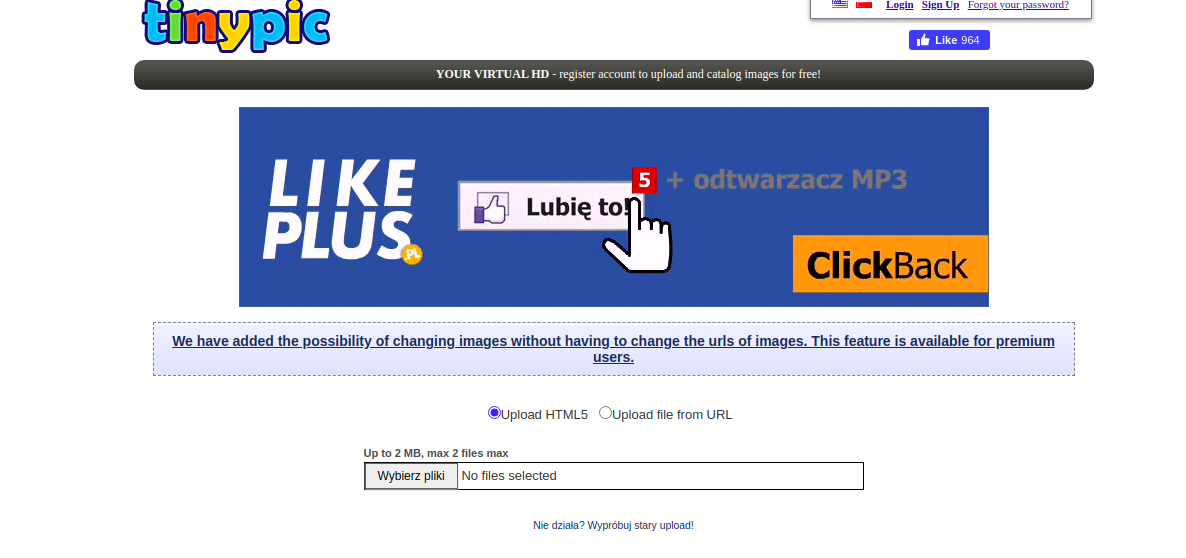 tinypic
Login Sign Up Forgot your password?
Like 964
YOUR VIRTUAL HD - register account to upload and catalog images for free!
LIKE
PLUS.PL
Lubię to!
5
+ odtwarzacz MP3
ClickBack
We have added the possibility of changing images without having to change the urls of images. This feature is available for premium
users.
Upload HTML5 Upload file from URL
Up to 2 MB, max 2 files max
Wybierz pliki No files selected
Nie działa? Wypróbuj stary upload!